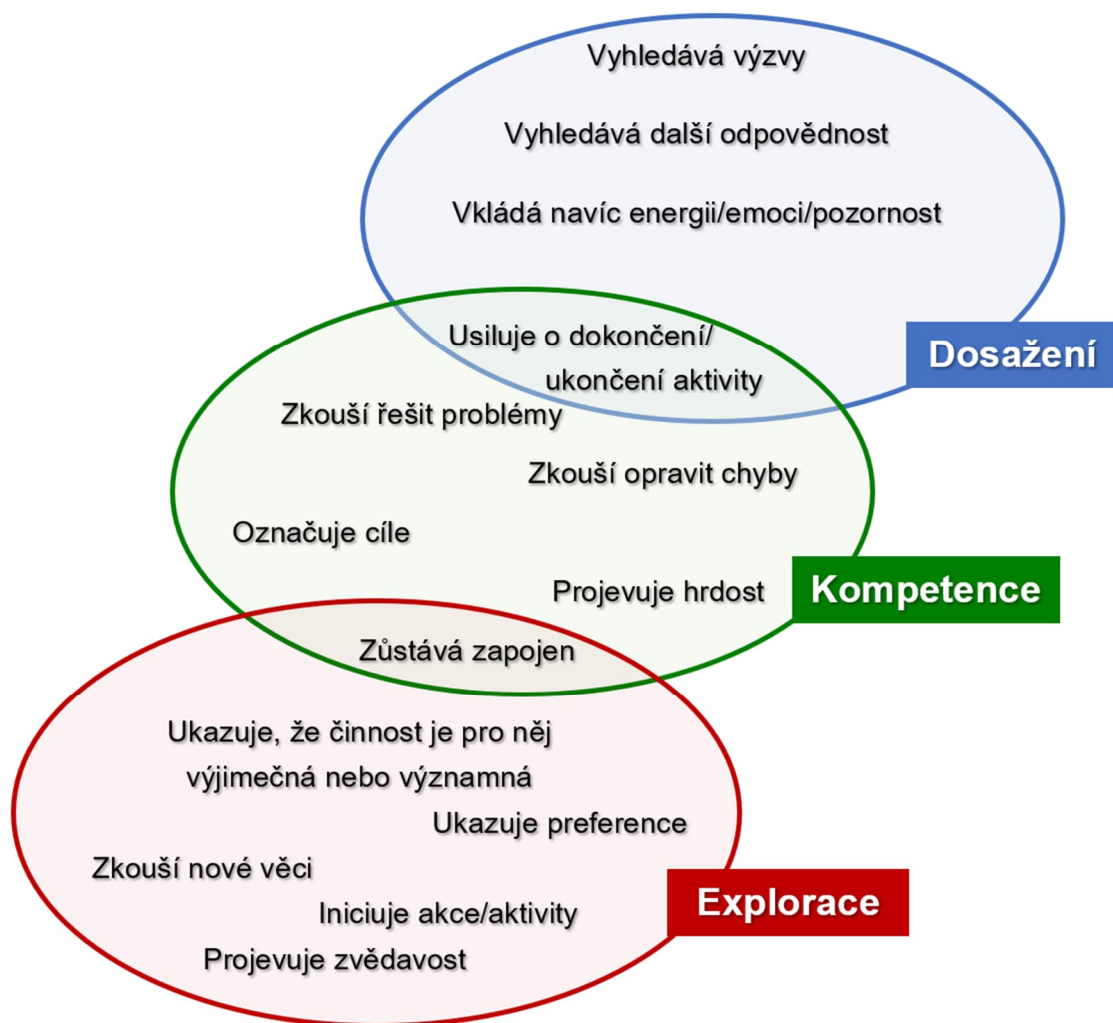 Vyhledává výzvy
Vyhledává další odpovědnost
Vkládá navíc energii/emoci/pozornost
Usiluje o dokončení/
ukončení aktivity
Dosažení
Zkouší řešit problémy
Zkouší opravit chyby
Označuje cíle
Projevuje hrdost
Kompetence
Zůstává zapojen
Ukazuje, že činnost je pro něj
výjimečná nebo významná
Ukazuje preference
Zkouší nové věci
Explorace
Iniciuje akce/aktivity
Projevuje zvědavost